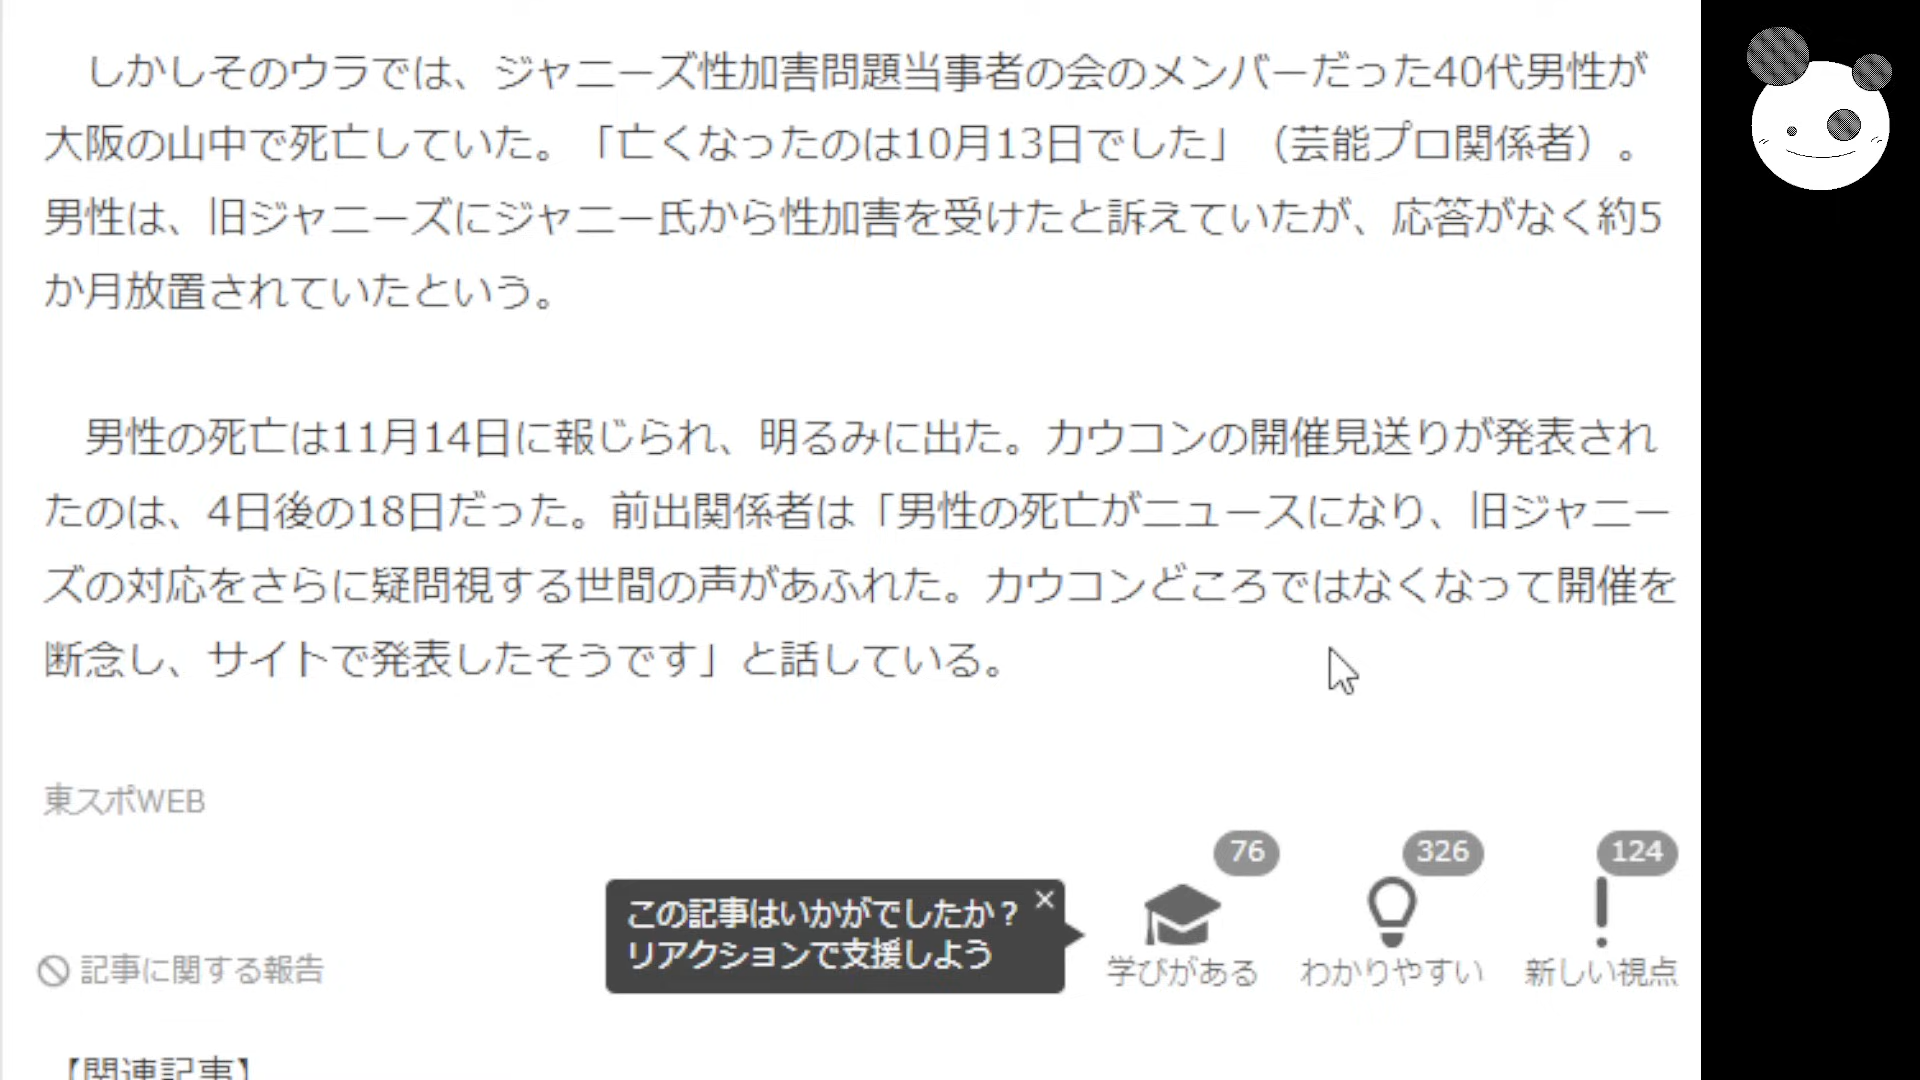 しかしそのウラでは、ジャニーズ性加害問題当事者の会のメンバーだった40代男性が
大阪の山中で死亡していた。「亡くなったのは10月13日でした」（芸能プロ関係者）。
男性は、旧ジャニーズにジャニー氏から性加害を受けたと訴えていたが、応答がなく約5
か月放置されていたという。
男性の死亡は11月14日に報じられ、明るみに出た。カウコンの開催見送りが発表され
たのは、4日後の18日だった。前出関係者は「男性の死亡がニュースになり、旧ジャニー
ズの対応をさらに疑問視する世間の声があふれた。カウコンどころではなくなって開催を
断念し、サイトで発表したそうです」と話している。
東スポWEB
76
326
124
この記事はいかがでしたか？
リアクションで支援しよう
×
学びがある
わかりやすい
新しい視点
記事に関する報告
【関連記事】